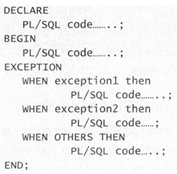 DECLARE
PL/SQL code……..;
BEGIN
PL/SQL code……..;
EXCEPTION
WHEN exception1 then
PL/SQL code……..;
WHEN exception2 then
PL/SQL code……;
WHEN OTHERS THEN
PL/SQL code……..;
END;